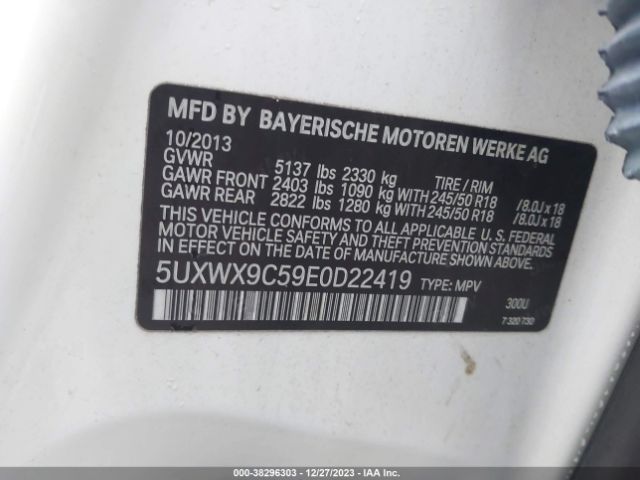 MFD BY BAYERISCHE MOTOREN WERKE AG
10/2013
GVWR 5137 lbs 2330 kg TIRE / RIM
GAWR FRONT 2403 lbs 1090 kg WITH 245/50 R18 /8.0J x 18
GAWR REAR 2822 lbs 1280 kg WITH 245/50 R18 /8.0J x 18
THIS VEHICLE CONFORMS TO ALL APPLICABLE U. S. FEDERAL
MOTOR VEHICLE SAFETY AND THEFT PREVENTION STANDARDS
IN EFFECT ON THE DATE OF MANUFACTURE SHOWN ABOVE.
5UXWX9C59E0D22419 TYPE: MPV
300U
7 320 730
000-38296303 - 12/27/2023 - IAAI.com